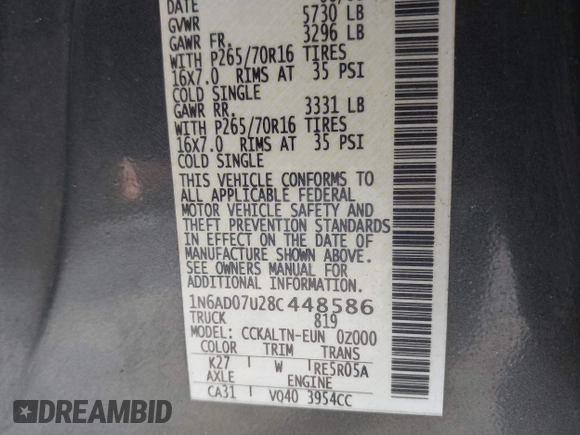 DATE
GVWR 5730 LB
GAWR FR. 3296 LB
WITH P265/70R16 TIRES
16X7.0 RIMS AT 35 PSI
COLD SINGLE
GAWR RR. 3331 LB
WITH P265/70R16 TIRES
16X7.0 RIMS AT 35 PSI
COLD SINGLE
THIS VEHICLE CONFORMS TO
ALL APPLICABLE FEDERAL
MOTOR VEHICLE SAFETY AND
THEFT PREVENTION STANDARDS
IN EFFECT ON THE DATE OF
MANUFACTURE SHOWN ABOVE.
SEE OWNERS MANUAL FOR
ADDITIONAL INFORMATION.
1N6AD07U28C448586
TRUCK 819
MODEL: CCKALTN-EUN 0Z000
COLOR TRIM TRANS
K27 W RE5R05A
AXLE ENGINE
CA31 VQ40 3954CC
DREAMBID